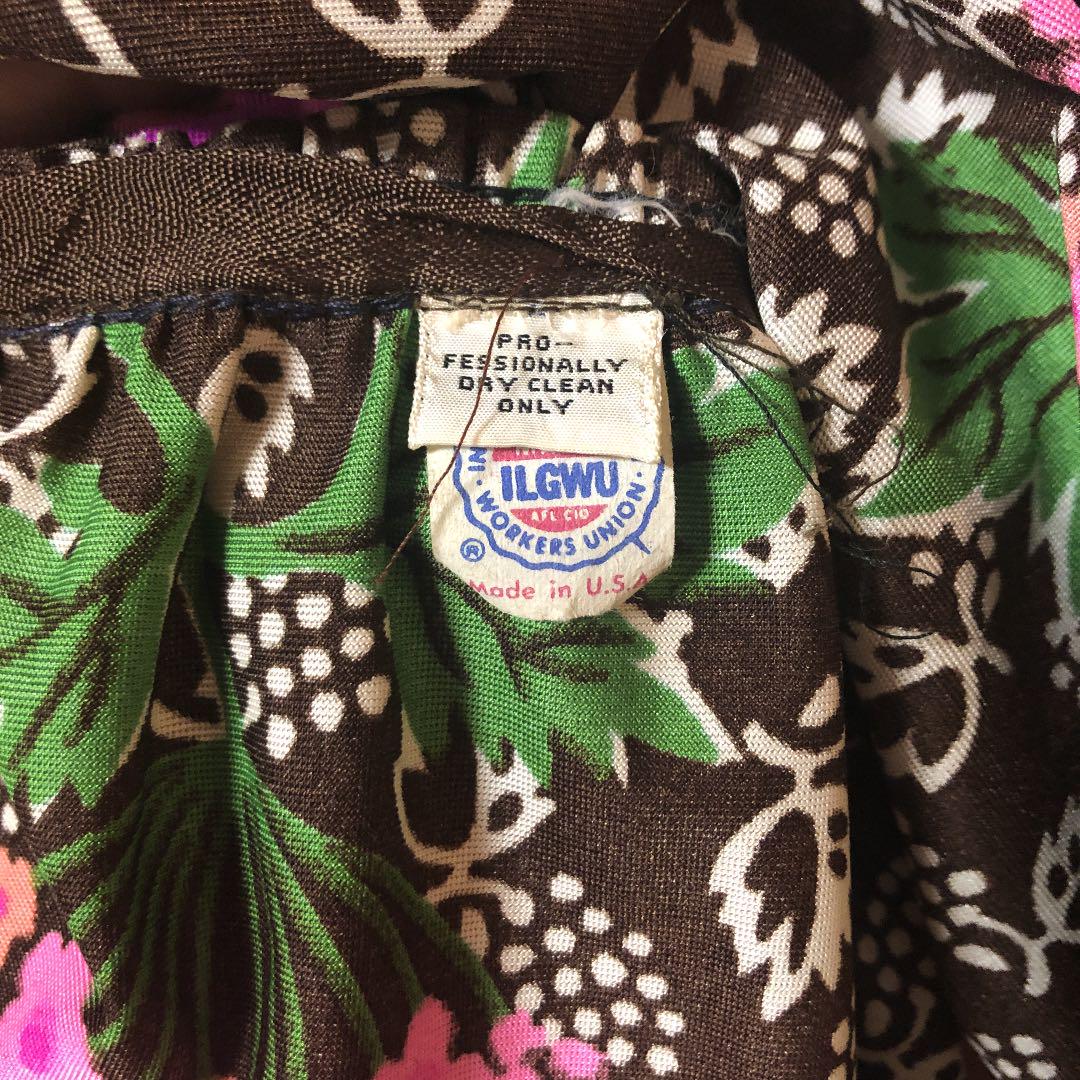 PRO-
FESSIONALLY
DRY CLEAN
ONLY
ILGWU
AFL CIO
WORKERS UNION
®
Made in U.S.A